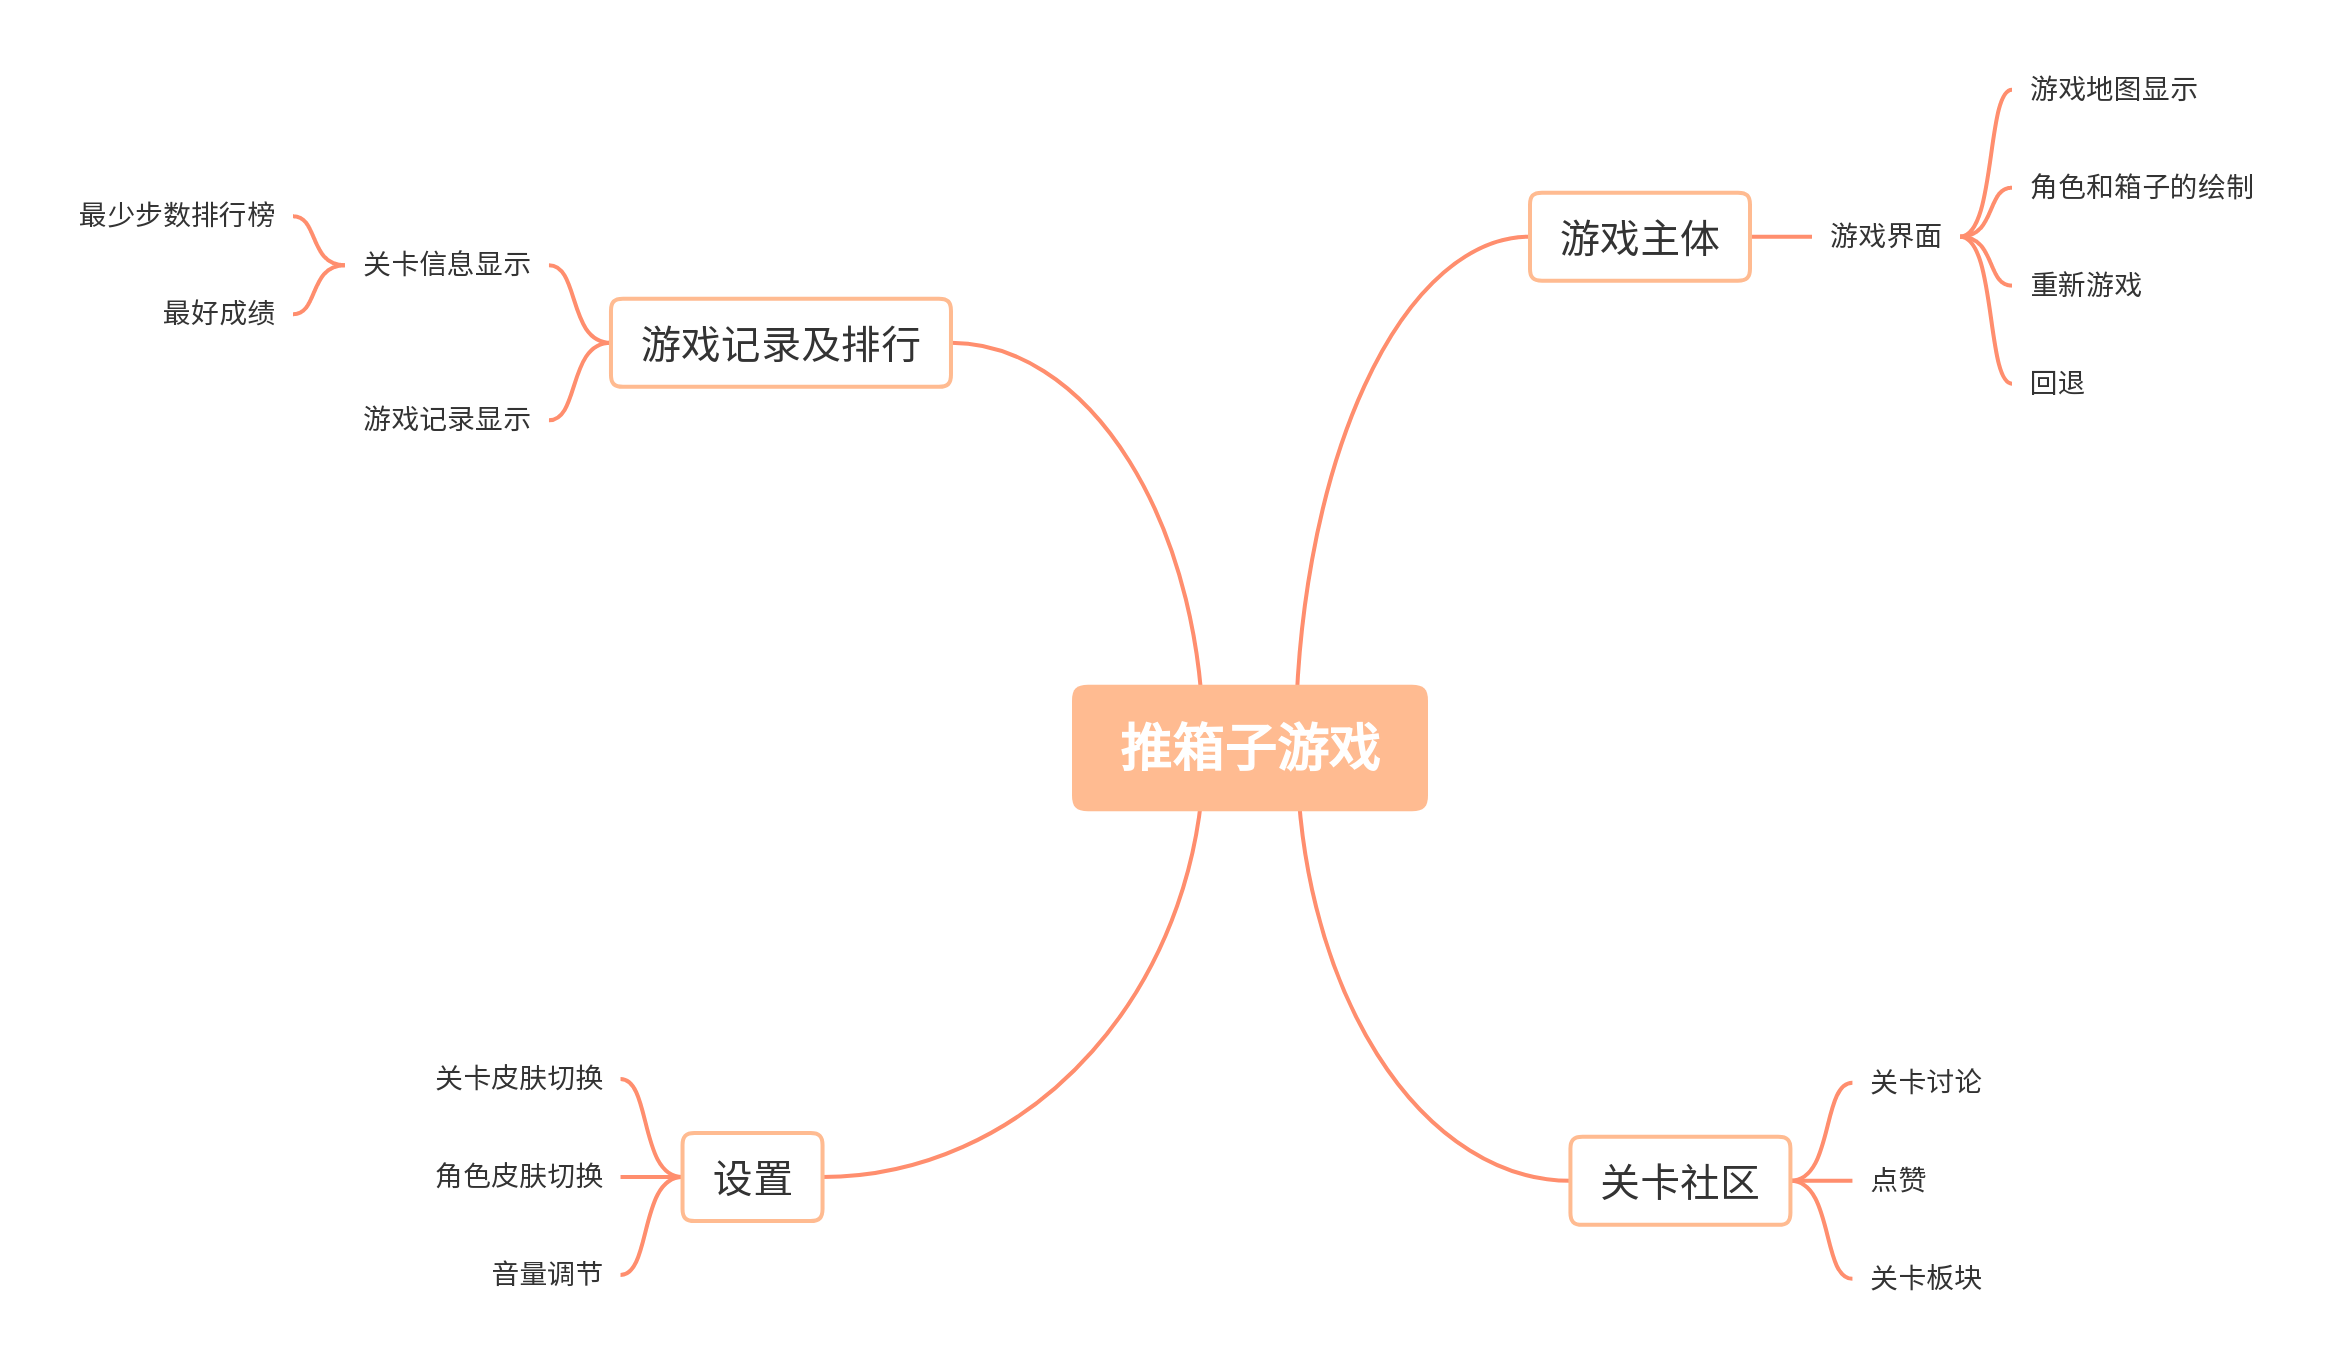 推箱子游戏
游戏主体
游戏界面
游戏地图显示
角色和箱子的绘制
重新游戏
回退
关卡社区
关卡讨论
点赞
关卡板块
设置
关卡皮肤切换
角色皮肤切换
音量调节
游戏记录及排行
关卡信息显示
最少步数排行榜
最好成绩
游戏记录显示